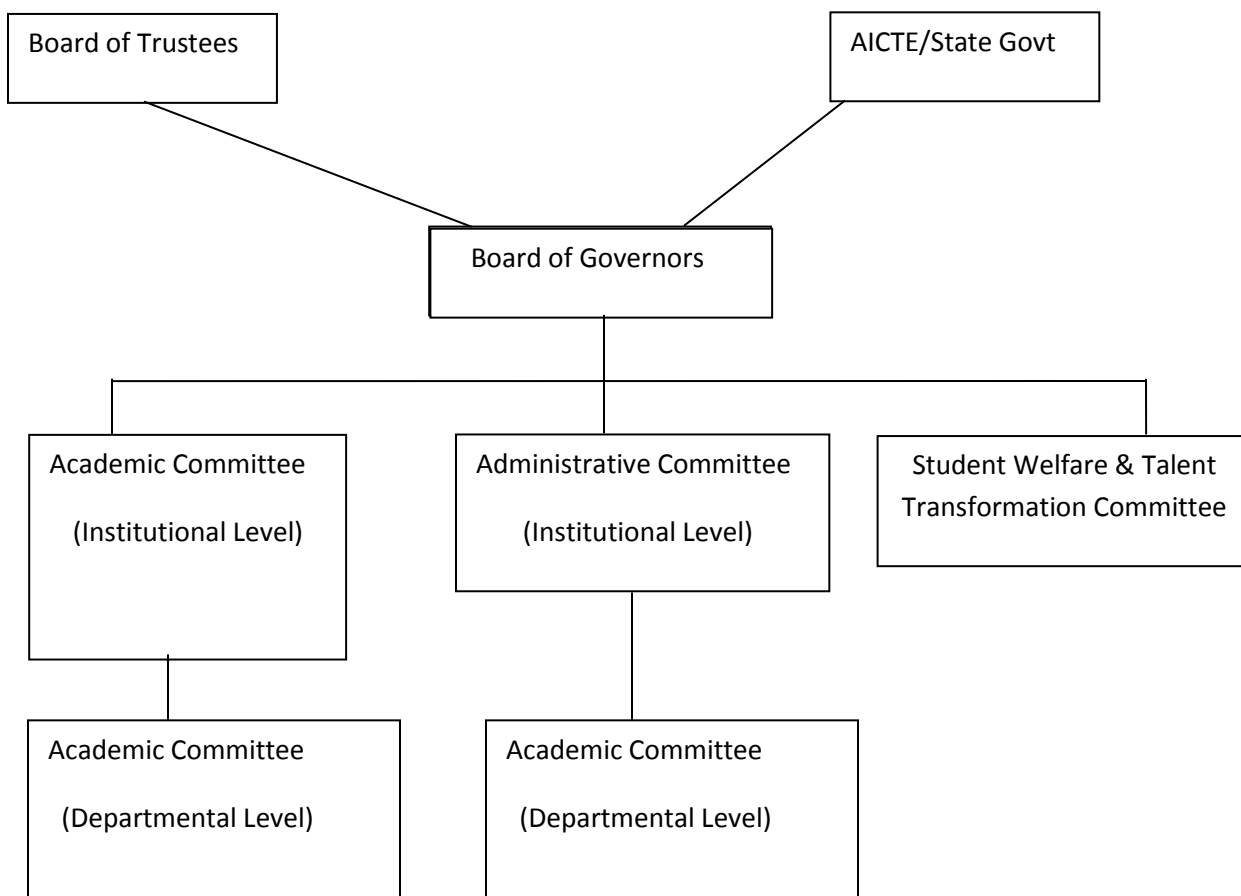 Board of Trustees
AICTE/State Govt
Board of Governors
Academic Committee
(Institutional Level)
Administrative Committee
(Institutional Level)
Student Welfare & Talent
Transformation Committee
Academic Committee
(Departmental Level)
Academic Committee
(Departmental Level)